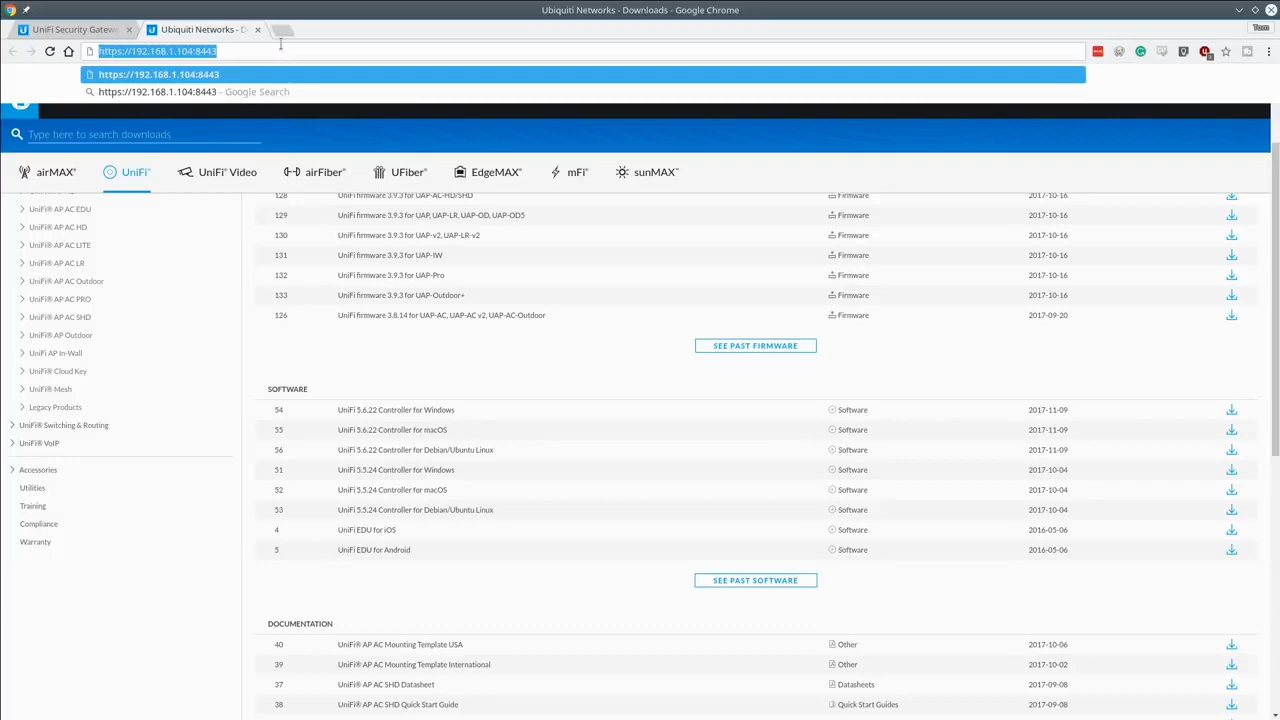 Ubiquiti Networks - Downloads - Google Chrome
UniFi Security Gatew
Ubiquiti Networks - D
Tom
https://192.168.1.104:8443
https://192.168.1.104:8443
https://192.168.1.104:8443 - Google Search
Type here to search downloads
airMAX® UniFi® UniFi® Video airFiber® UFiber® EdgeMAX® mFi® sunMAX™
UniFi® AP AC EDU
UniFi® AP AC HD
UniFi® AP AC LITE
UniFi® AP AC LR
UniFi® AP AC Outdoor
UniFi® AP AC PRO
UniFi® AP AC SHD
UniFi® AP Outdoor
UniFi AP In-Wall
UniFi® Cloud Key
UniFi® Mesh
Legacy Products
UniFi® Switching & Routing
UniFi® VoIP
Accessories
Utilities
Training
Compliance
Warranty
128 UniFi firmware 3.9.3 for UAP-AC-HD/SHD Firmware 2017-10-16
129 UniFi firmware 3.9.3 for UAP, UAP-LR, UAP-OD, UAP-OD5 Firmware 2017-10-16
130 UniFi firmware 3.9.3 for UAP-v2, UAP-LR-v2 Firmware 2017-10-16
131 UniFi firmware 3.9.3 for UAP-IW Firmware 2017-10-16
132 UniFi firmware 3.9.3 for UAP-Pro Firmware 2017-10-16
133 UniFi firmware 3.9.3 for UAP-Outdoor+ Firmware 2017-10-16
126 UniFi firmware 3.8.14 for UAP-AC, UAP-AC v2, UAP-AC-Outdoor Firmware 2017-09-20
SEE PAST FIRMWARE
SOFTWARE
54 UniFi 5.6.22 Controller for Windows Software 2017-11-09
55 UniFi 5.6.22 Controller for macOS Software 2017-11-09
56 UniFi 5.6.22 Controller for Debian/Ubuntu Linux Software 2017-11-09
51 UniFi 5.5.24 Controller for Windows Software 2017-10-04
52 UniFi 5.5.24 Controller for macOS Software 2017-10-04
53 UniFi 5.5.24 Controller for Debian/Ubuntu Linux Software 2017-10-04
4 UniFi EDU for iOS Software 2016-05-06
5 UniFi EDU for Android Software 2016-05-06
SEE PAST SOFTWARE
DOCUMENTATION
40 UniFi® AP AC Mounting Template USA Other 2017-10-06
39 UniFi® AP AC Mounting Template International Other 2017-10-02
37 UniFi® AP AC SHD Datasheet Datasheets 2017-09-08
38 UniFi® AP AC SHD Quick Start Guide Quick Start Guides 2017-09-08